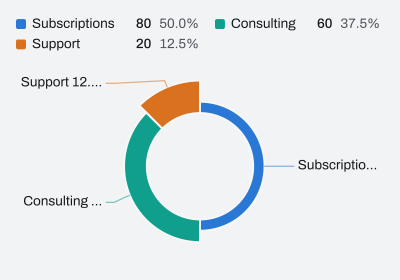 Subscriptions 80 50.0% Consulting 60 37.5%
Support 20 12.5%
Support 12....
Subscriptio...
Consulting ...